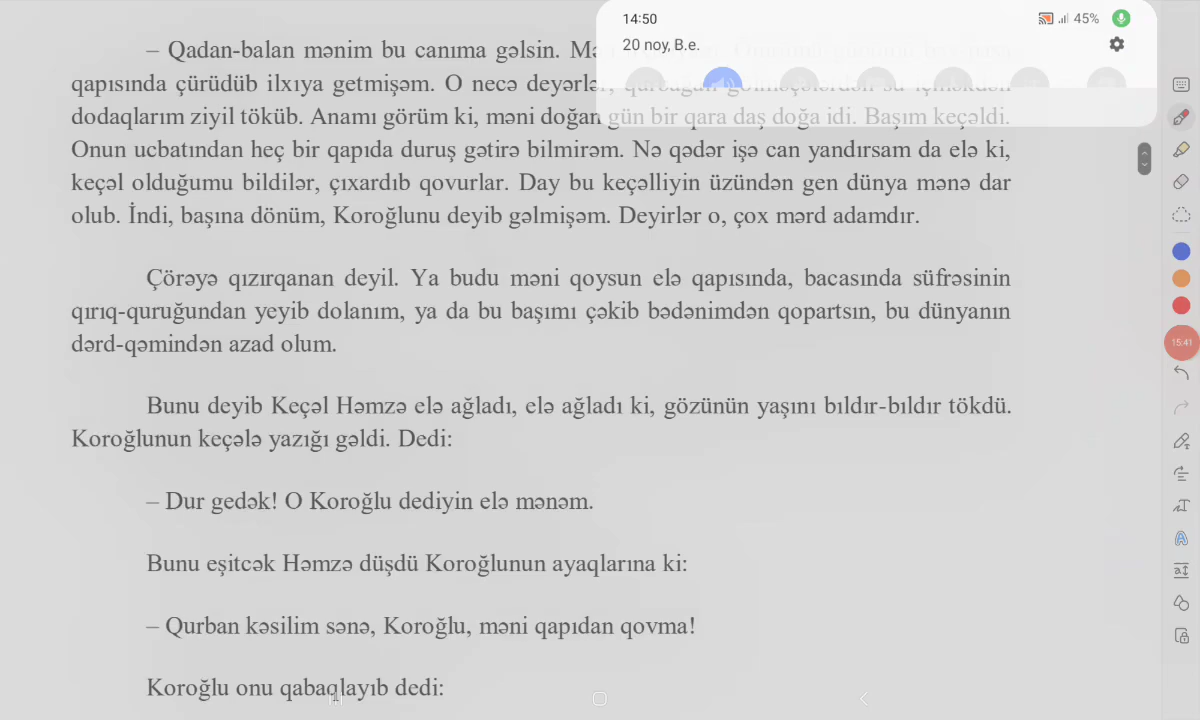 14:50
45%
20 noy, B.e.
– Qadan-balan mənim bu canıma gəlsin.
qapısında çürüdüb ilxıya getmişəm. O necə deyərlər, qurbağalı gölməçələrdən su içməkdən
dodaqlarım ziyil töküb. Anamı görüm ki, məni doğan gün bir qara daş doğa idi. Başım keçəldi.
Onun ucbatından heç bir qapıda duruş gətirə bilmirəm. Nə qədər işə can yandırsam da elə ki,
keçəl olduğumu bildilər, çıxardıb qovurlar. Day bu keçəlliyin üzündən gen dünya mənə dar
olub. İndi, başına dönüm, Koroğlunu deyib gəlmişəm. Deyirlər o, çox mərd adamdır.
Çörəyə qızırqanan deyil. Ya budu məni qoysun elə qapısında, bacasında süfrəsinin
qırıq-quruğundan yeyib dolanım, ya da bu başımı çəkib bədənimdən qopartsın, bu dünyanın
dərd-qəmindən azad olum.
Bunu deyib Keçəl Həmzə elə ağladı, elə ağladı ki, gözünün yaşını bıldır-bıldır tökdü.
Koroğlunun keçələ yazığı gəldi. Dedi:
– Dur gedək! O Koroğlu dediyin elə mənəm.
Bunu eşitcək Həmzə düşdü Koroğlunun ayaqlarına ki:
– Qurban kəsilim sənə, Koroğlu, məni qapıdan qovma!
Koroğlu onu qabaqlayıb dedi:
15:41